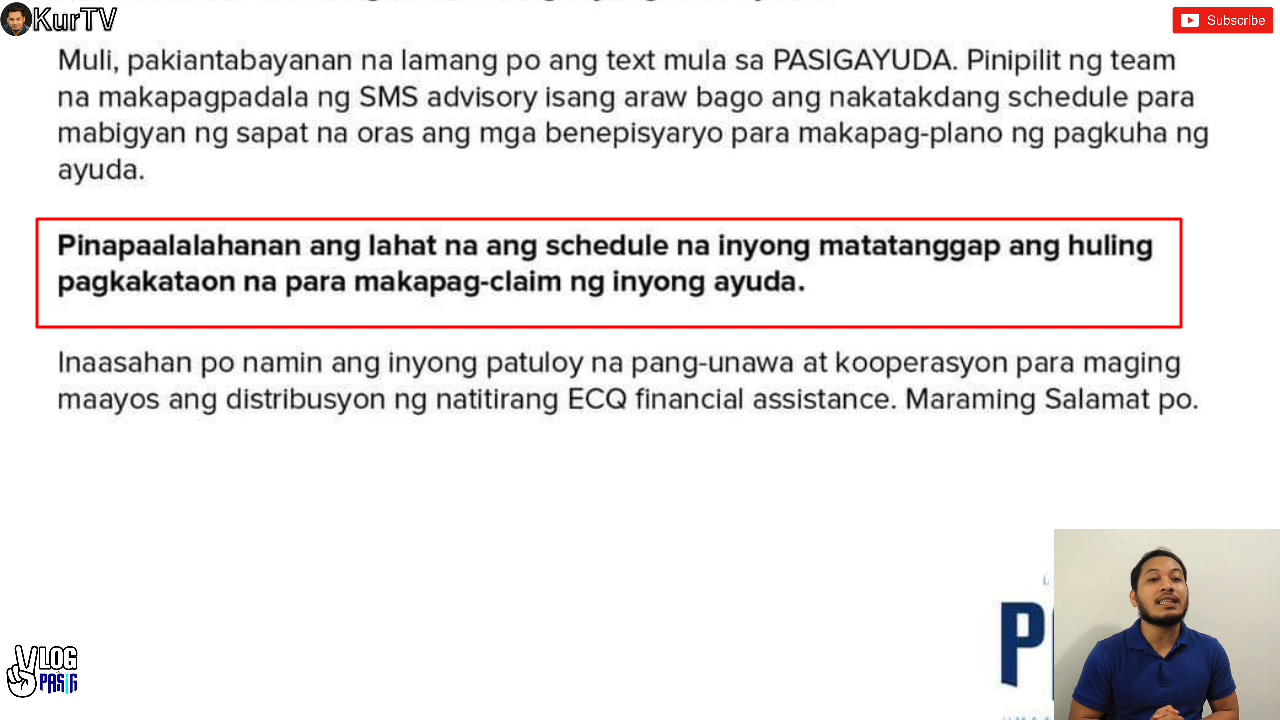 KurTV
Subscribe
Muli, pakiantabayanan na lamang po ang text mula sa PASIGAYUDA. Pinipilit ng team
na makapagpadala ng SMS advisory isang araw bago ang nakatakdang schedule para
mabigyan ng sapat na oras ang mga benepisyaryo para makapag-plano ng pagkuha ng
ayuda.
Pinapaalalahanan ang lahat na ang schedule na inyong matatanggap ang huling
pagkakataon na para makapag-claim ng inyong ayuda.
Inaasahan po namin ang inyong patuloy na pang-unawa at kooperasyon para maging
maayos ang distribusyon ng natitirang ECQ financial assistance. Maraming Salamat po.
VLOG
PASIG